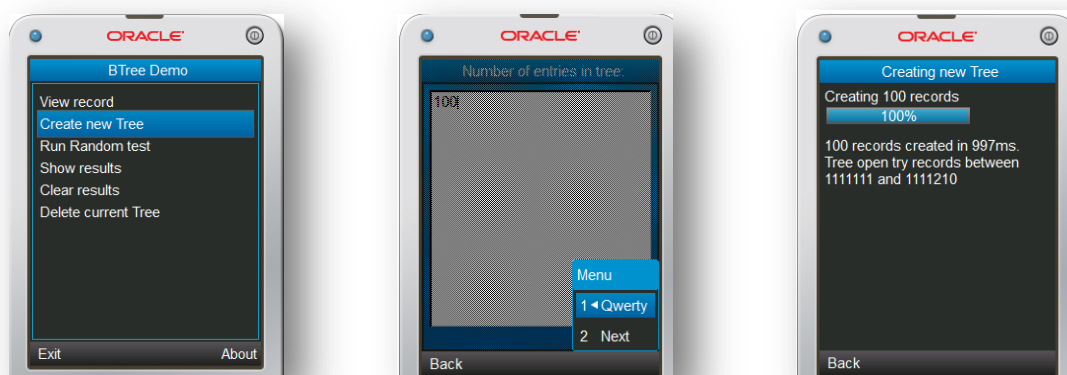 ORACLE
BTree Demo
View record
Create new Tree
Run Random test
Show results
Clear results
Delete current Tree
Exit
About
ORACLE
Number of entries in tree:
100
Menu
1 Qwerty
2 Next
Back
ORACLE
Creating new Tree
Creating 100 records
100%
100 records created in 997ms.
Tree open try records between
1111111 and 1111210
Back